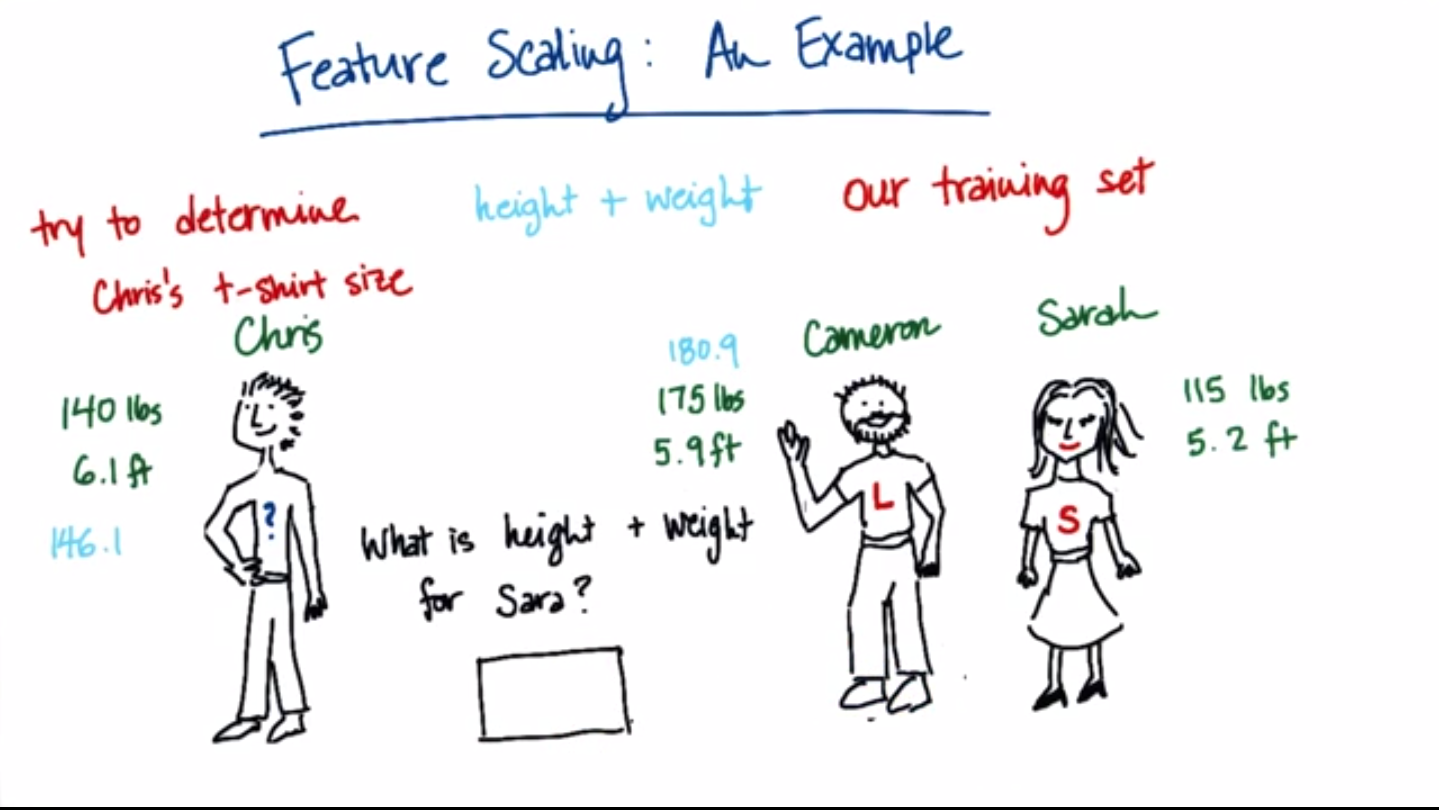 Feature Scaling: An Example
try to determine
Chris's t-shirt size
height + weight
our training set
Chris
140 lbs
6.1 ft
146.1
?
What is height + weight
for Sara?
180.9
175 lbs
5.9 ft
Cameron
L
Sarah
S
115 lbs
5.2 ft